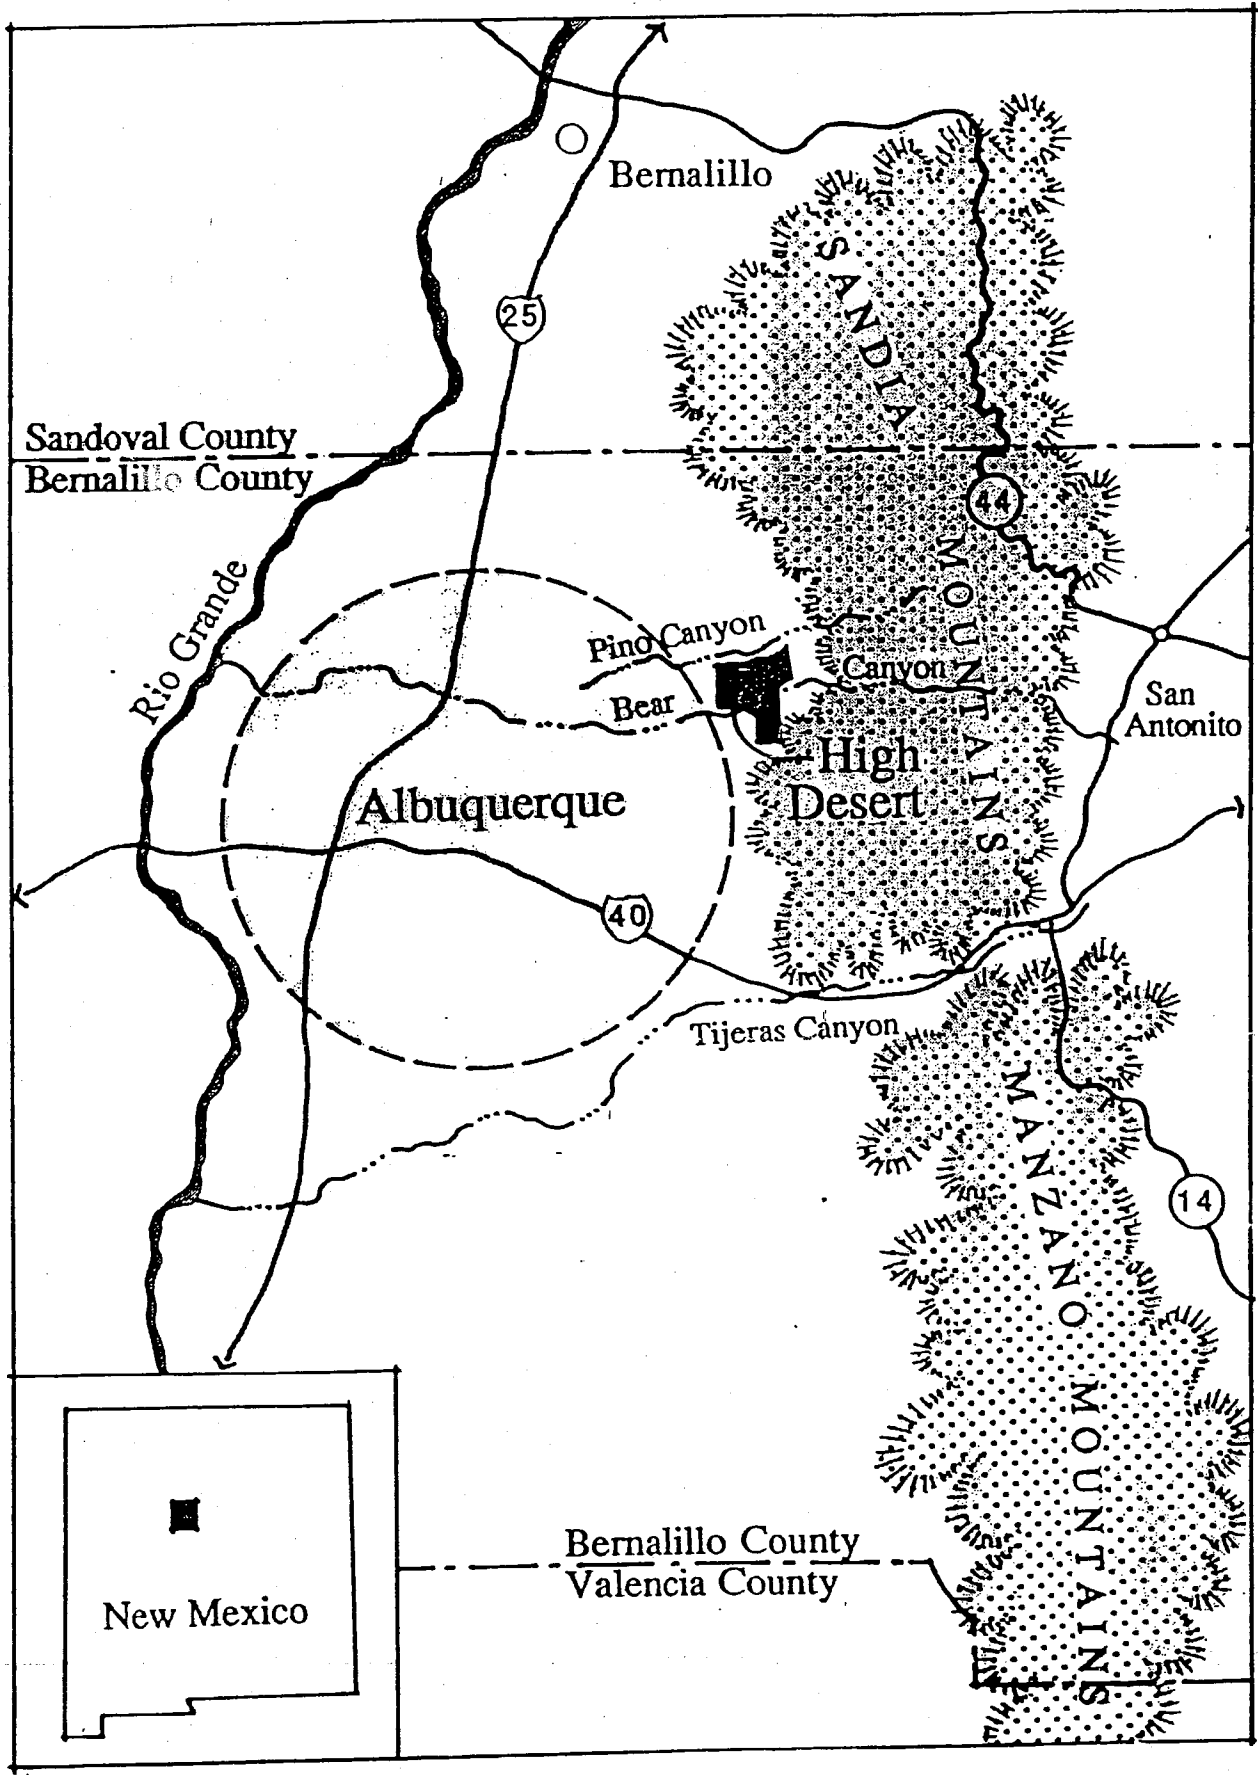 Bernalillo
25
SANDIA MOUNTAINS
Sandoval County
Bernalillo County
44
Rio Grande
Pino Canyon
Bear Canyon
San
Antonito
High
Desert
Albuquerque
40
Tijeras Canyon
MANZANO MOUNTAINS
14
New Mexico
Bernalillo County
Valencia County